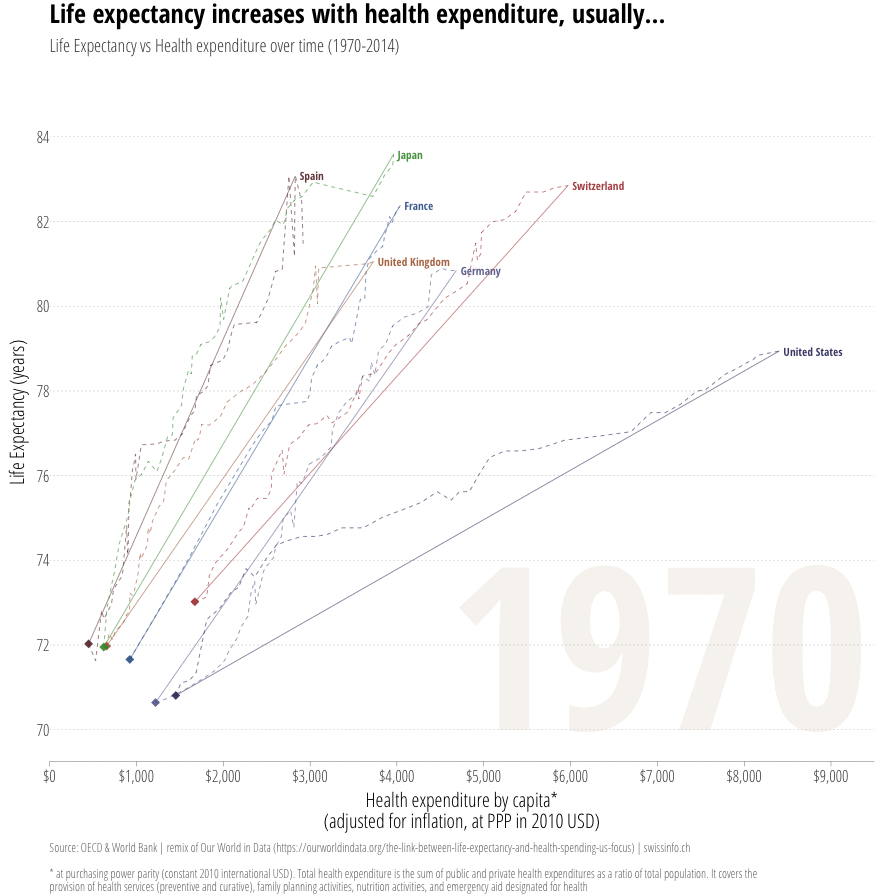 Life expectancy increases with health expenditure, usually...
Life Expectancy vs Health expenditure over time (1970-2014)
84
Japan
Spain
Switzerland
France
82
United Kingdom
Germany
80
United States
78
Life Expectancy (years)
76
74
1970
72
70
$0 $1,000 $2,000 $3,000 $4,000 $5,000 $6,000 $7,000 $8,000 $9,000
Health expenditure by capita*
(adjusted for inflation, at PPP in 2010 USD)
Source: OECD & World Bank | remix of Our World in Data (https://ourworldindata.org/the-link-between-life-expectancy-and-health-spending-us-focus) | swissinfo.ch
* at purchasing power parity (constant 2010 international USD). Total health expenditure is the sum of public and private health expenditures as a ratio of total population. It covers the
provision of health services (preventive and curative), family planning activities, nutrition activities, and emergency aid designated for health